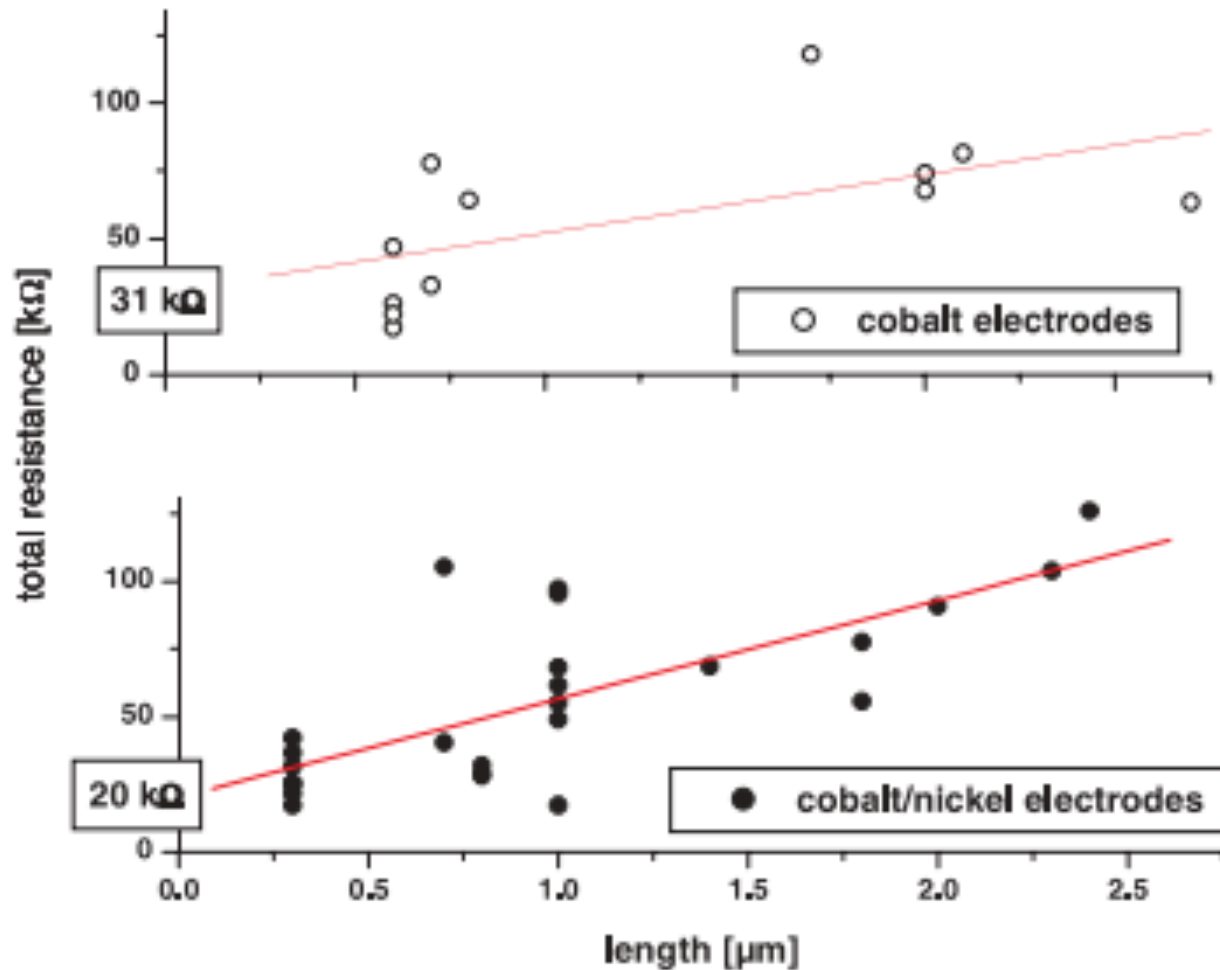 total resistance [kΩ]
100
50
31 kΩ
0
cobalt electrodes
100
50
20 kΩ
0
cobalt/nickel electrodes
0.0 0.5 1.0 1.5 2.0 2.5
length [µm]